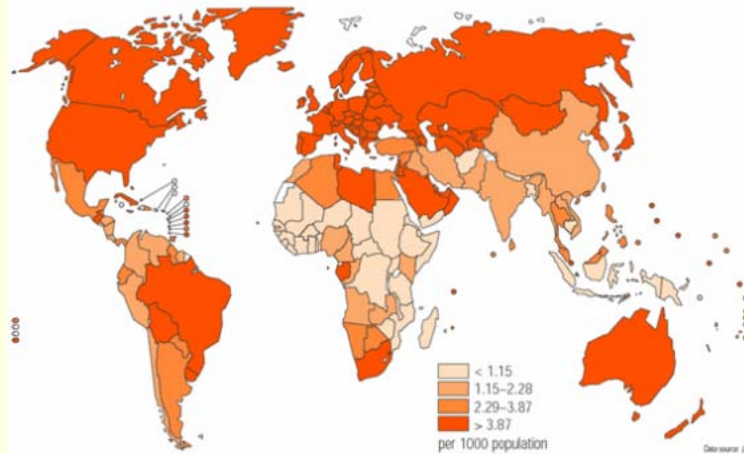 < 1.15
1.15–2.28
2.29–3.87
> 3.87
per 1000 population
Data source: